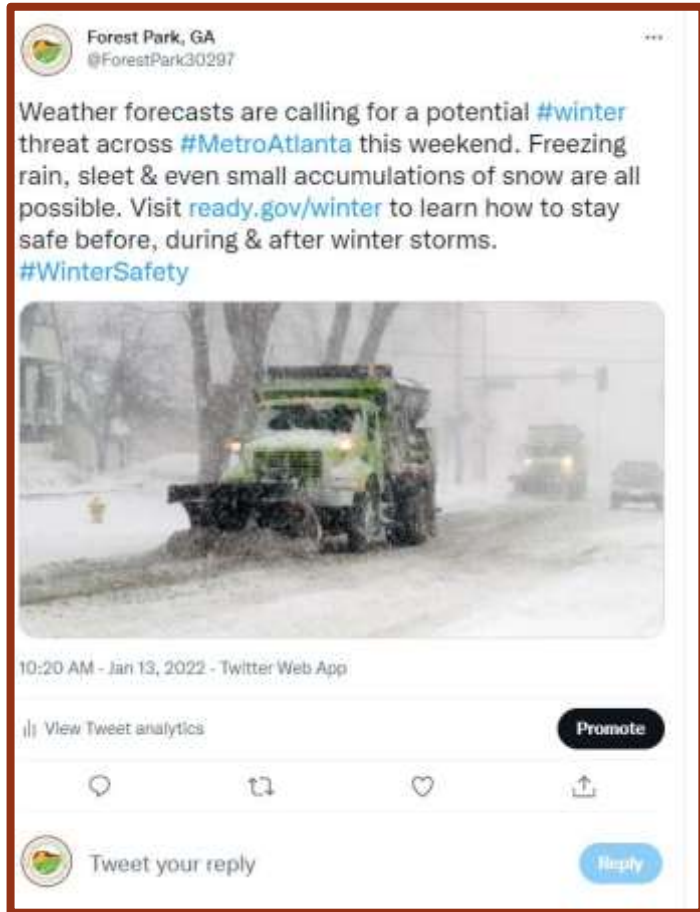 Forest Park, GA
@ForestPark30297
Weather forecasts are calling for a potential #winter
threat across #MetroAtlanta this weekend. Freezing
rain, sleet & even small accumulations of snow are all
possible. Visit ready.gov/winter to learn how to stay
safe before, during & after winter storms.
#WinterSafety
10:20 AM - Jan 13, 2022 - Twitter Web App
View Tweet analytics
Promote
Tweet your reply
Reply